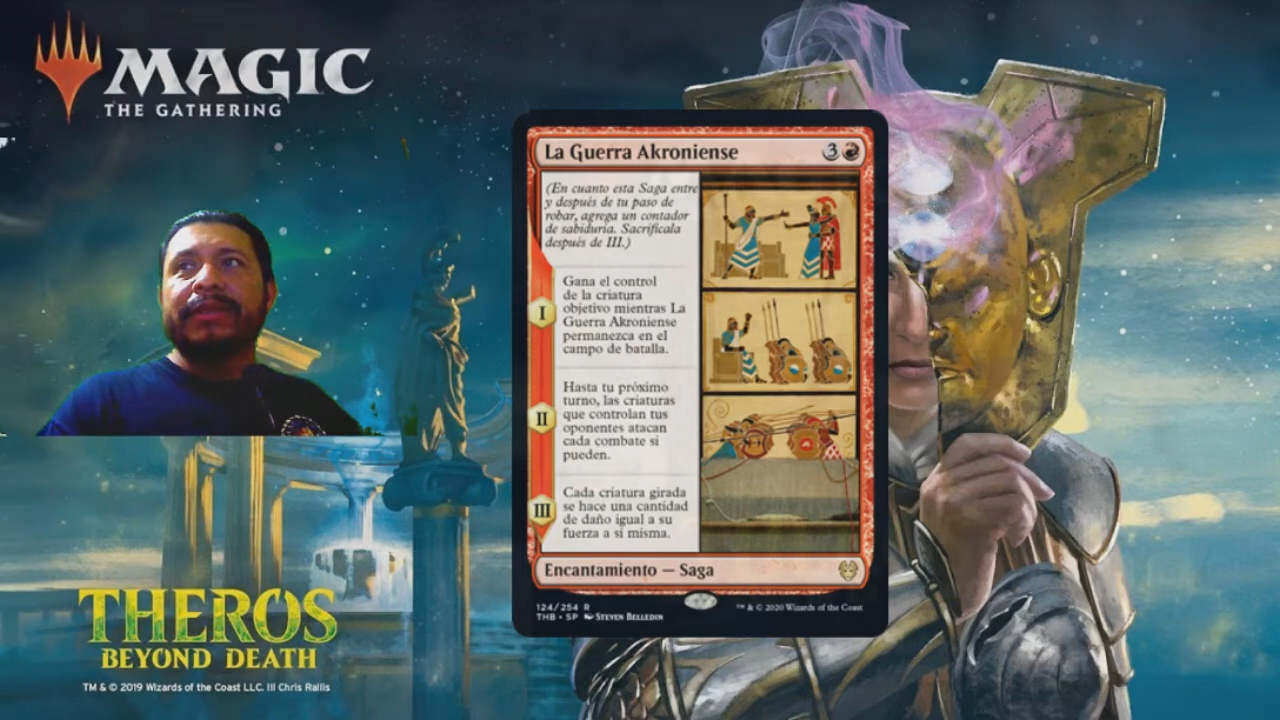 MAGIC
THE GATHERING
La Guerra Akroniense 3
(En cuanto esta Saga entre
y después de tu paso de
robar, agrega un contador
de sabiduría. Sacrifícala
después de III.)
I
Gana el control
de la criatura
objetivo mientras La
Guerra Akroniense
permanezca en el
campo de batalla.
II
Hasta tu próximo
turno, las criaturas
que controlan tus
oponentes atacan
cada combate si
pueden.
III
Cada criatura girada
se hace una cantidad
de daño igual a su
fuerza a sí misma.
Encantamiento — Saga
124/254 R
THB • SP STEVEN BELLEDIN
™ & © 2020 Wizards of the Coast
THEROS
BEYOND DEATH
TM & © 2019 Wizards of the Coast LLC. Ill Chris Rallis